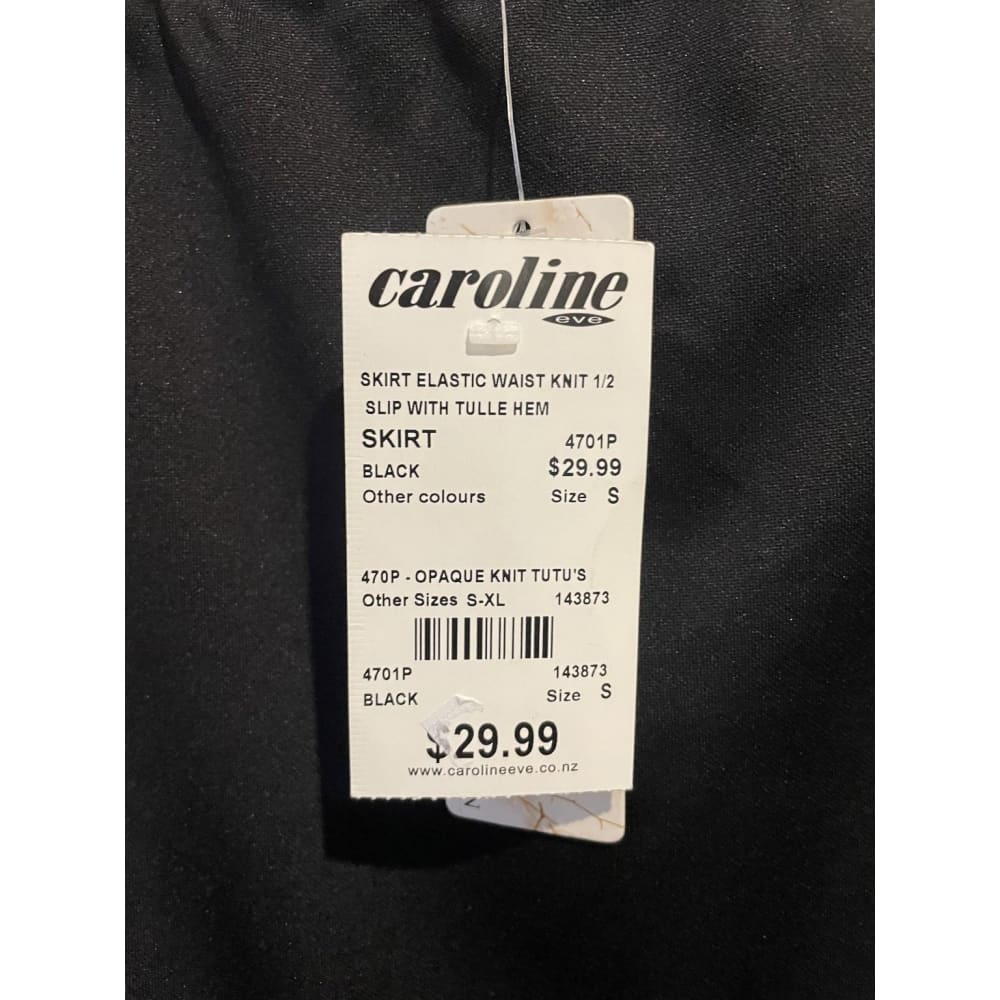 caroline
eve
SKIRT ELASTIC WAIST KNIT 1/2
SLIP WITH TULLE HEM
SKIRT 4701P
BLACK $29.99
Other colours Size S
470P - OPAQUE KNIT TUTU'S
Other Sizes S-XL 143873
4701P 143873
BLACK Size S
$29.99
www.carolineeve.co.nz